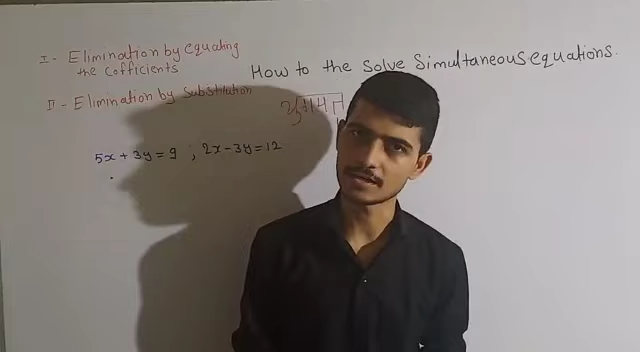 I - Elimination by equating
the Cofficients
How to the Solve Simultaneous equations.
II - Elimination by Substitution
युगपत
5x + 3y = 9 ; 2x - 3y = 12